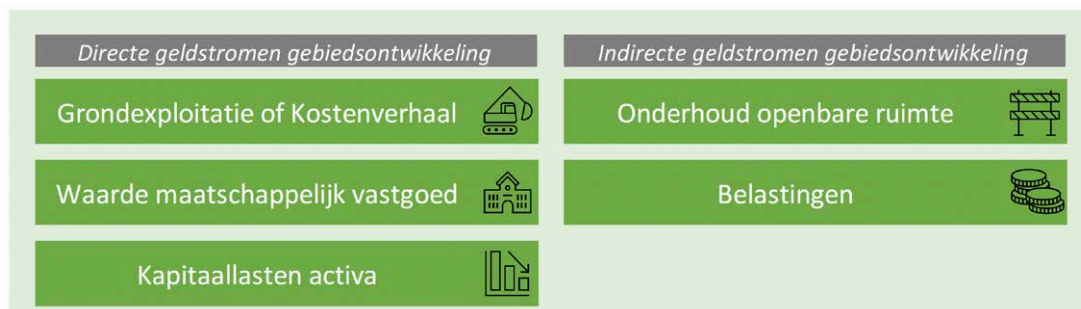 Directe geldstromen gebiedsontwikkeling
Grondexploitatie of Kostenverhaal
Waarde maatschappelijk vastgoed
Kapitaallasten activa
Indirecte geldstromen gebiedsontwikkeling
Onderhoud openbare ruimte
Belastingen